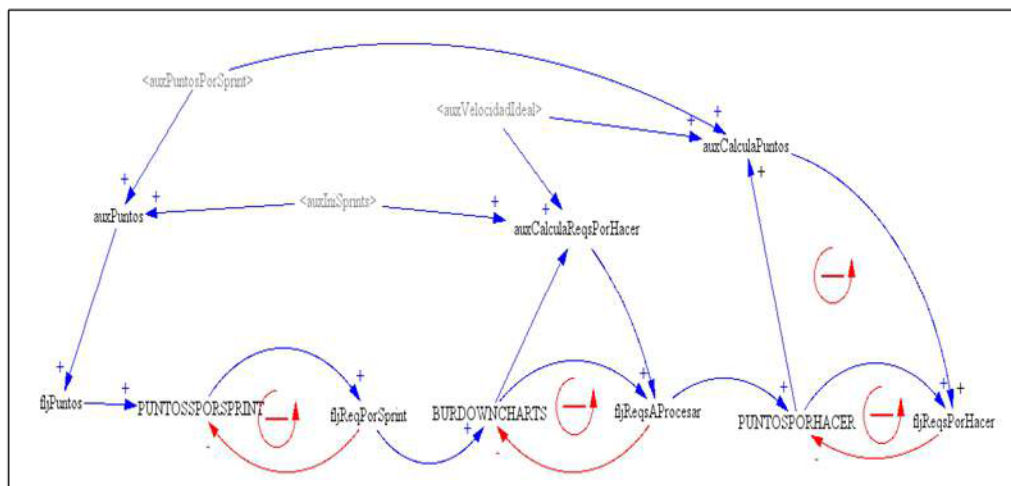 <auxPuntosPorSprint>
<auxVelocidadIdeal>
auxCalculaPuntos
<auxIniSprints>
auxPuntos
auxCalculaReqsPorHacer
fljPuntos
PUNTOSSPORSPRINT
fljReqPorSprint
BURDOWNCHARTS
fljReqsAProcesar
PUNTOSPORHACER
fljReqsPorHacer